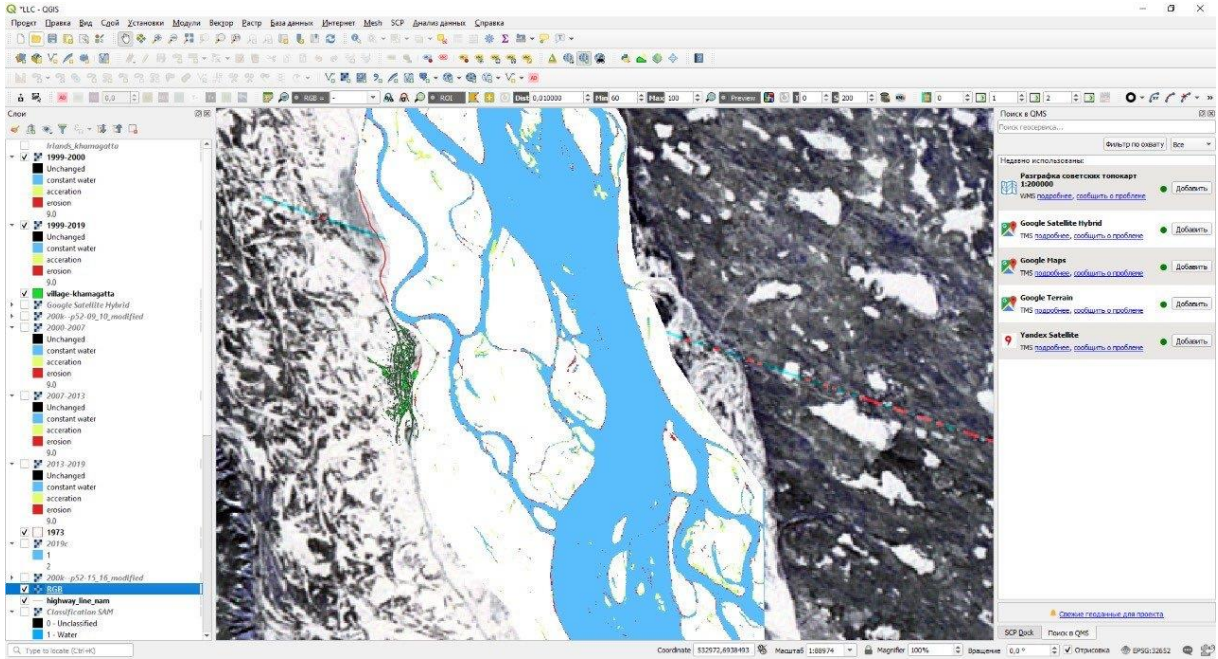 *LLC - QGIS
Проект Правка Вид Слой Установки Модули Вектор Растр База данных Интернет Mesh SCP Анализ данных Справка
0,0 RGB = - ROI Dist 0,010000 Min 60 Max 100 Preview T 0 S 200 0 1 2
Слои
Irlands_khamagatta
1999-2000
Unchanged
constant water
acceration
erosion
9.0
1999-2019
Unchanged
constant water
acceration
erosion
9.0
village-khamagatta
Google Satellite Hybrid
200k--p52-09_10_modified
2000-2007
Unchanged
constant water
acceration
erosion
9.0
2007-2013
Unchanged
constant water
acceration
erosion
9.0
2013-2019
Unchanged
constant water
acceration
erosion
9.0
1973
2019c
1
2
200k--p52-15_16_modified
RGB
highway_line_nam
Classification SAM
0 - Unclassified
1 - Water
Поиск в QMS
Поиск геосервиса...
Фильтр по охвату Все
Недавно использованы:
Разграфка советских топокарт
1:200000
WMS подробнее, сообщить о проблеме
Добавить
Google Satellite Hybrid
TMS подробнее, сообщить о проблеме
Добавить
Google Maps
TMS подробнее, сообщить о проблеме
Добавить
Google Terrain
TMS подробнее, сообщить о проблеме
Добавить
Yandex Satellite
TMS подробнее, сообщить о проблеме
Добавить
Свежие геоданные для проекта
SCP Dock Поиск в QMS
Type to locate (Ctrl+K) Coordinate 532972,6938493 Масштаб 1:88974 Magnifier 100% Вращение 0,0 ° Отрисовка EPSG:32652